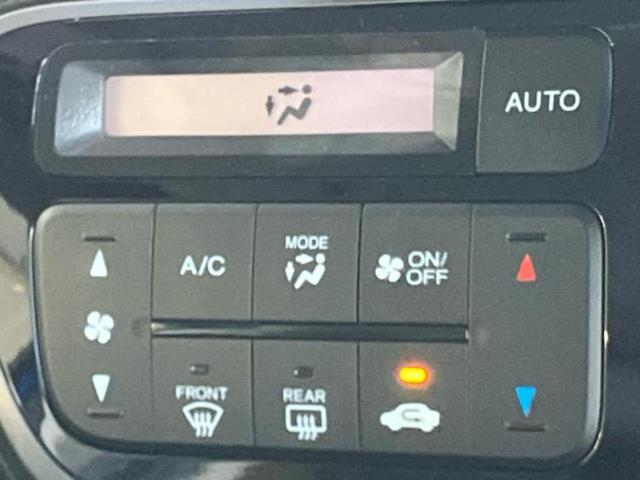 AUTO
MODE
A/C
ON/
OFF
FRONT
REAR